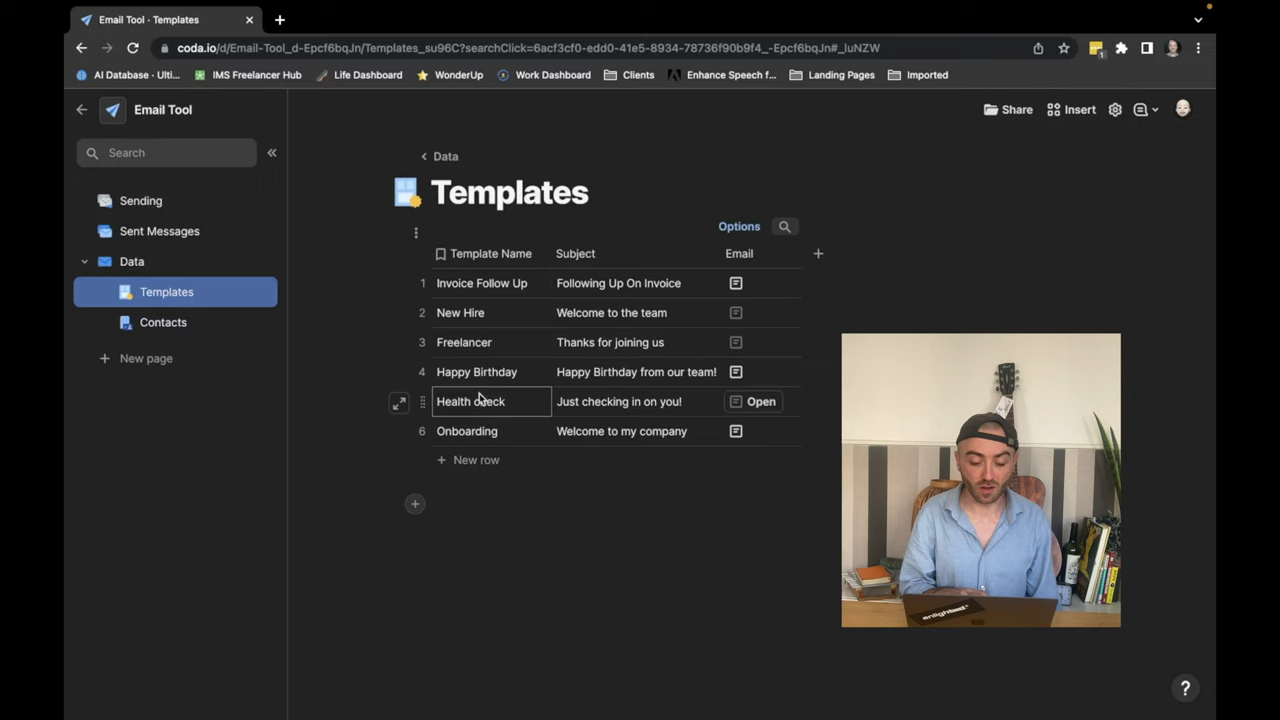 Email Tool · Templates
coda.io/d/Email-Tool_d-Epcf6bqJn/Templates_su96C?searchClick=6acf3cf0-edd0-41e5-8934-78736f90b9f4_-Epcf6bqJn#_luNZW
1
AI Database · Ulti...
IMS Freelancer Hub
Life Dashboard
WonderUp
Work Dashboard
Clients
Enhance Speech f...
Landing Pages
Imported
Email Tool
Share
Insert
Search
Sending
Sent Messages
Data
Templates
Contacts
New page
Data
Templates
Options
Template Name Subject Email
1 Invoice Follow Up Following Up On Invoice
2 New Hire Welcome to the team
3 Freelancer Thanks for joining us
4 Happy Birthday Happy Birthday from our team!
Health check Just checking in on you! Open
6 Onboarding Welcome to my company
New row
?